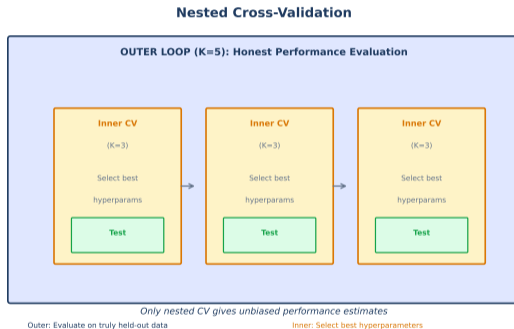 Nested Cross-Validation
OUTER LOOP (K=5): Honest Performance Evaluation
Inner CV
(K=3)
Select best
hyperparams
Test
Inner CV
(K=3)
Select best
hyperparams
Test
Inner CV
(K=3)
Select best
hyperparams
Test
Only nested CV gives unbiased performance estimates
Outer: Evaluate on truly held-out data
Inner: Select best hyperparameters